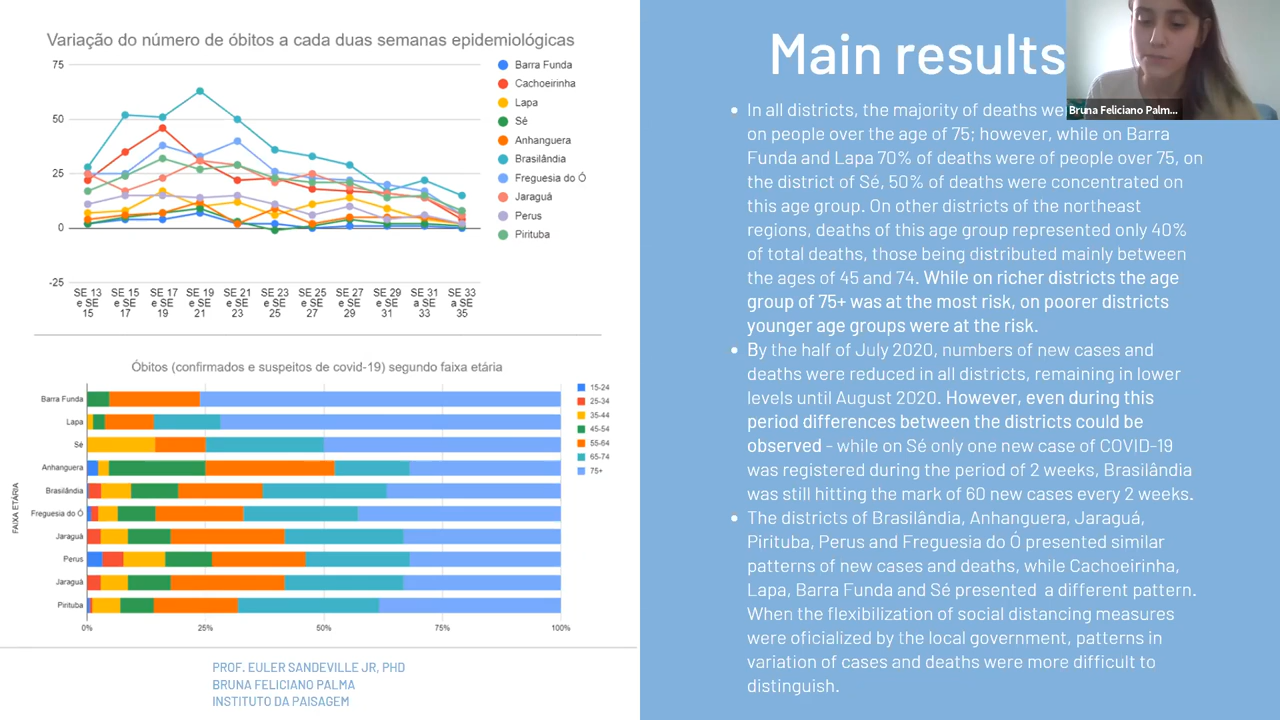 Variação do número de óbitos a cada duas semanas epidemiológicas
75
50
25
0
-25
SE 13 e SE 15
SE 15 e SE 17
SE 17 e SE 19
SE 19 e SE 21
SE 21 e SE 23
SE 23 e SE 25
SE 25 e SE 27
SE 27 e SE 29
SE 29 e SE 31
SE 31 a SE 33
SE 33 a SE 35
Barra Funda
Cachoeirinha
Lapa
Sé
Anhanguera
Brasilândia
Freguesia do Ó
Jaraguá
Perus
Pirituba
Óbitos (confirmados e suspeitos de covid-19) segundo faixa etária
FAIXA ETÁRIA
Barra Funda
Lapa
Sé
Anhanguera
Brasilândia
Freguesia do Ó
Jaraguá
Perus
Jaraguá
Pirituba
0%
25%
50%
75%
100%
15-24
25-34
35-44
45-54
55-64
65-74
75+
PROF. EULER SANDEVILLE JR, PHD
BRUNA FELICIANO PALMA
INSTITUTO DA PAISAGEM
Main results
Bruna Feliciano Palm...
In all districts, the majority of deaths
on people over the age of 75; however, while on Barra
Funda and Lapa 70% of deaths were of people over 75, on
the district of Sé, 50% of deaths were concentrated on
this age group. On other districts of the northeast
regions, deaths of this age group represented only 40%
of total deaths, those being distributed mainly between
the ages of 45 and 74. While on richer districts the age
group of 75+ was at the most risk, on poorer districts
younger age groups were at the risk.
By the half of July 2020, numbers of new cases and
deaths were reduced in all districts, remaining in lower
levels until August 2020. However, even during this
period differences between the districts could be
observed - while on Sé only one new case of COVID-19
was registered during the period of 2 weeks, Brasilândia
was still hitting the mark of 60 new cases every 2 weeks.
The districts of Brasilândia, Anhanguera, Jaraguá,
Pirituba, Perus and Freguesia do Ó presented similar
patterns of new cases and deaths, while Cachoeirinha,
Lapa, Barra Funda and Sé presented a different pattern.
When the flexibilization of social distancing measures
were oficialized by the local government, patterns in
variation of cases and deaths were more difficult to
distinguish.